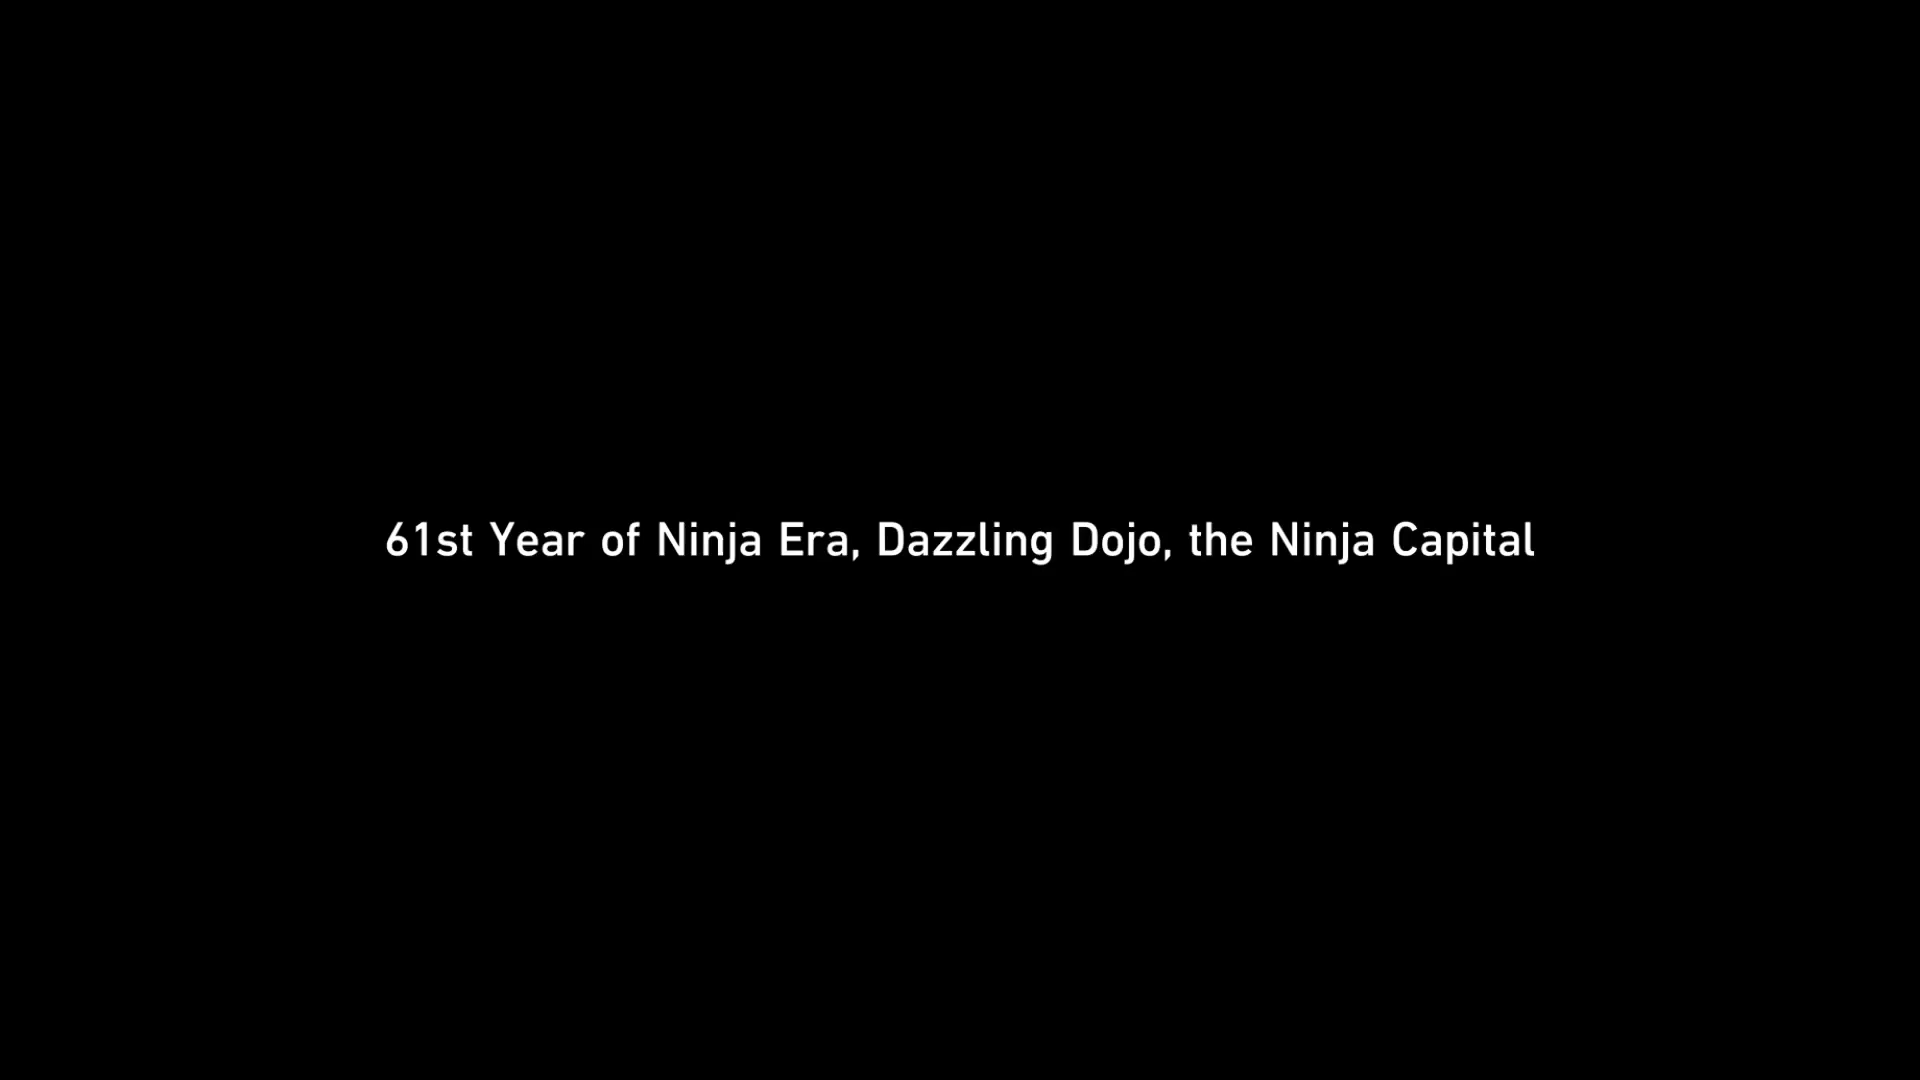 61st Year of Ninja Era, Dazzling Dojo, the Ninja Capital